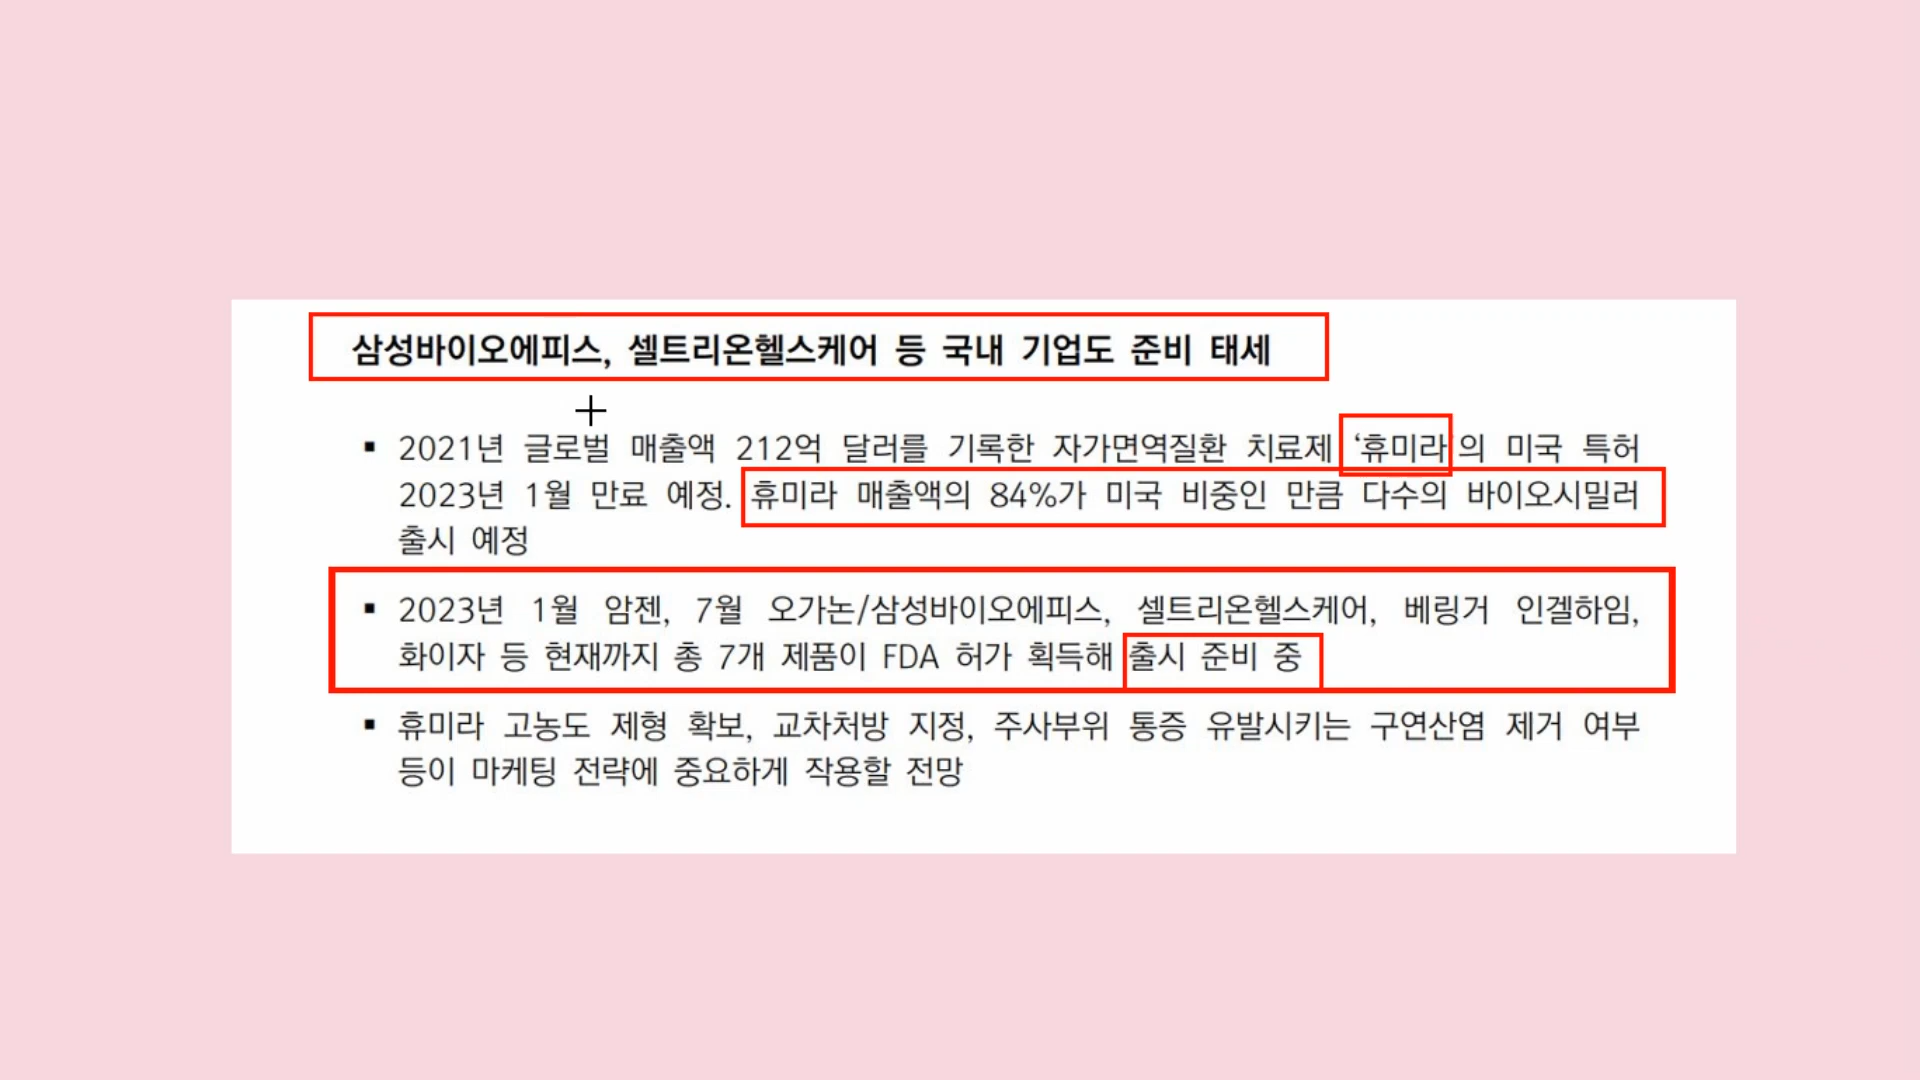 삼성바이오에피스, 셀트리온헬스케어 등 국내 기업도 준비 태세
▪ 2021년 글로벌 매출액 212억 달러를 기록한 자가면역질환 치료제 ‘휴미라’의 미국 특허
2023년 1월 만료 예정. 휴미라 매출액의 84%가 미국 비중인 만큼 다수의 바이오시밀러
출시 예정
▪ 2023년 1월 암젠, 7월 오가논/삼성바이오에피스, 셀트리온헬스케어, 베링거 인겔하임,
화이자 등 현재까지 총 7개 제품이 FDA 허가 획득해 출시 준비 중
▪ 휴미라 고농도 제형 확보, 교차처방 지정, 주사부위 통증 유발시키는 구연산염 제거 여부
등이 마케팅 전략에 중요하게 작용할 전망